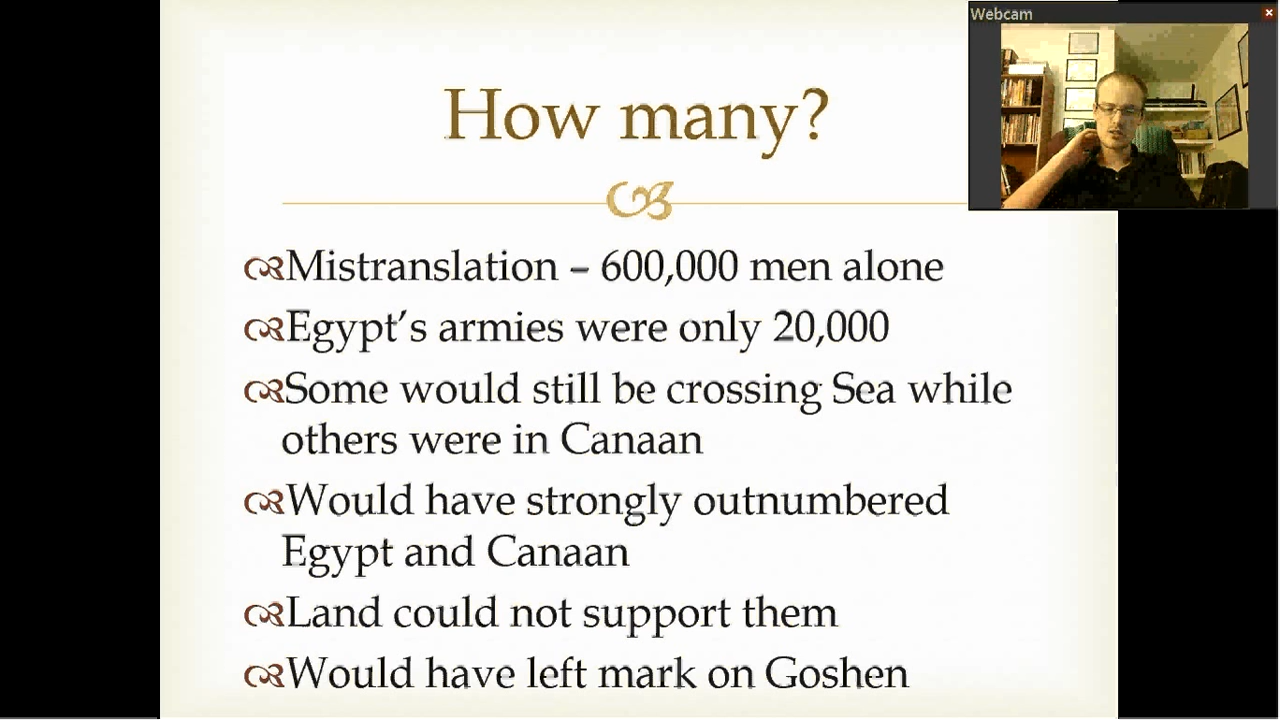 Webcam
How many?
Mistranslation – 600,000 men alone
Egypt's armies were only 20,000
Some would still be crossing Sea while
others were in Canaan
Would have strongly outnumbered
Egypt and Canaan
Land could not support them
Would have left mark on Goshen